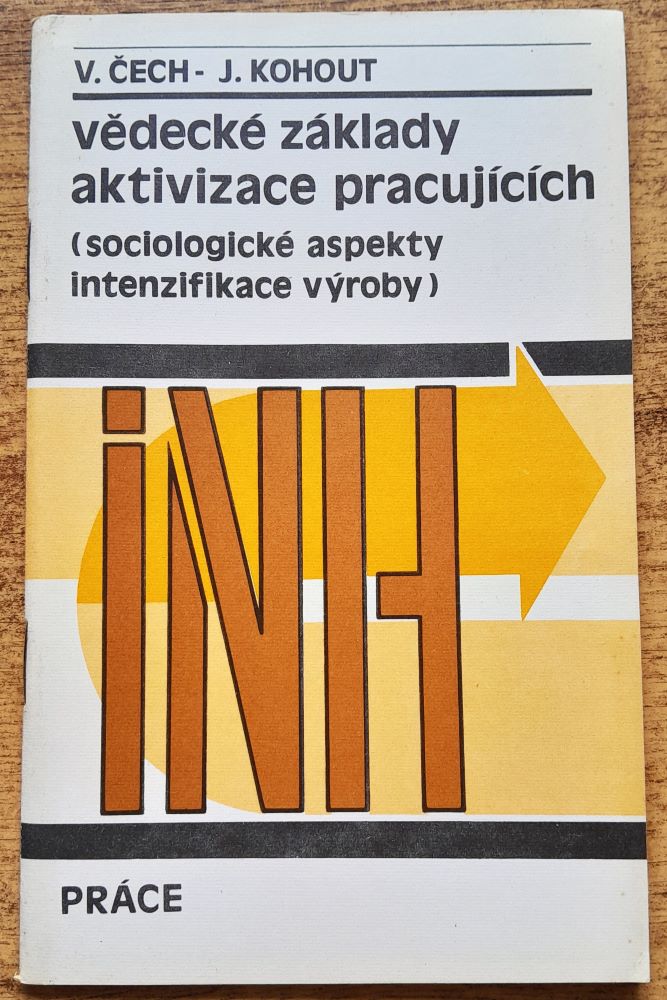 V. ČECH - J. KOHOUT
vědecké základy
aktivizace pracujících
(sociologické aspekty
intenzifikace výroby)
iNH
PRÁCE